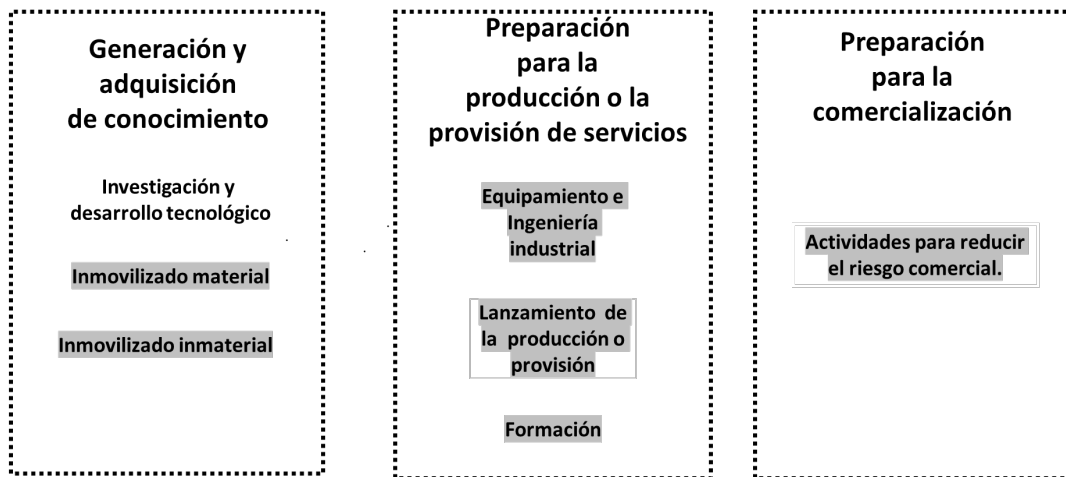 Generación y
adquisición
de conocimiento
Investigación y
desarrollo tecnológico
Inmovilizado material
Inmovilizado inmaterial
Preparación
para la
producción o la
provisión de servicios
Equipamiento e
Ingeniería
industrial
Lanzamiento de
la producción o
provisión
Formación
Preparación
para la
comercialización
Actividades para reducir
el riesgo comercial.